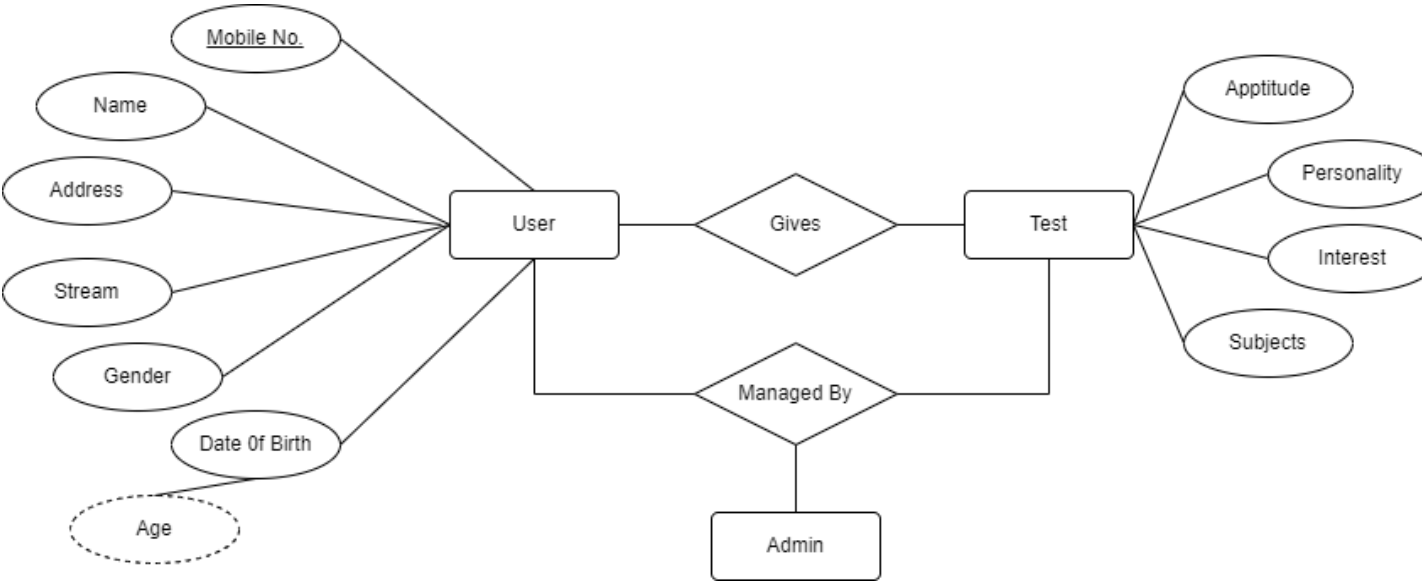 Mobile No.
Name
Address
Stream
Gender
Date 0f Birth
Age
User
Gives
Test
Managed By
Admin
Apptitude
Personality
Interest
Subjects